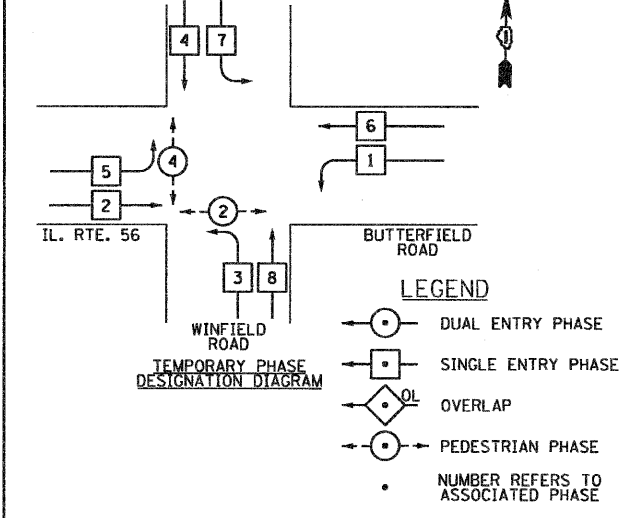 4
7
6
1
5
4
2
2
IL. RTE. 56
BUTTERFIELD
ROAD
3
8
WINFIELD
ROAD
TEMPORARY PHASE
DESIGNATION DIAGRAM
LEGEND
DUAL ENTRY PHASE
SINGLE ENTRY PHASE
OL
OVERLAP
PEDESTRIAN PHASE
NUMBER REFERS TO
ASSOCIATED PHASE